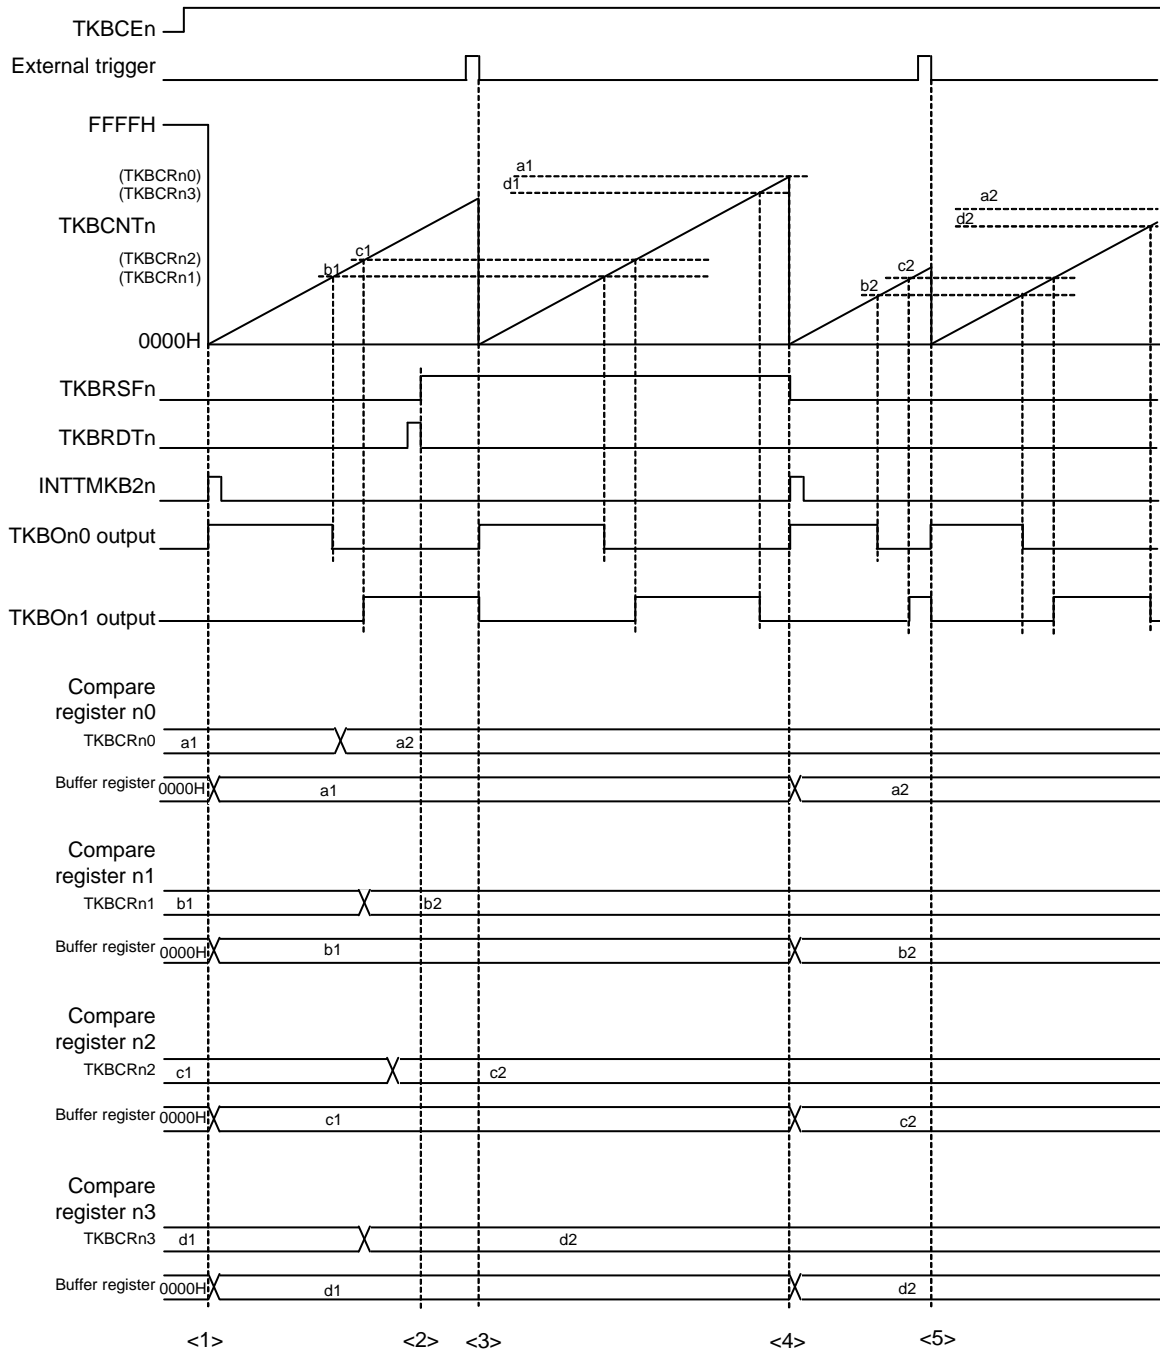 TKBCEn
External trigger
FFFFH
(TKBCRn0)
a1
(TKBCRn3)
d1
a2
TKBCNTn
d2
(TKBCRn2)
c1
(TKBCRn1)
b1
c2
b2
0000H
TKBRSFn
TKBRDTn
INTTMKB2n
TKBOn0 output
TKBOn1 output
Compare
register n0
TKBCRn0 a1 a2
Buffer register 0000H a1 a2
Compare
register n1
TKBCRn1 b1 b2
Buffer register 0000H b1 b2
Compare
register n2
TKBCRn2 c1 c2
Buffer register 0000H c1 c2
Compare
register n3
TKBCRn3 d1 d2
Buffer register 0000H d1 d2
<1> <2> <3> <4> <5>